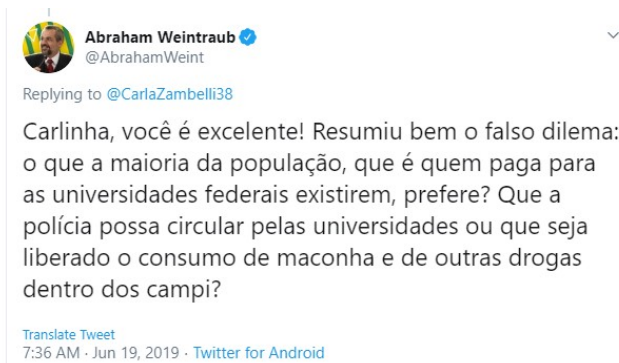 Abraham Weintraub
@AbrahamWeint
Replying to @CarlaZambelli38
Carlinha, você é excelente! Resumiu bem o falso dilema:
o que a maioria da população, que é quem paga para
as universidades federais existirem, prefere? Que a
polícia possa circular pelas universidades ou que seja
liberado o consumo de maconha e de outras drogas
dentro dos campi?
Translate Tweet
7:36 AM · Jun 19, 2019 · Twitter for Android